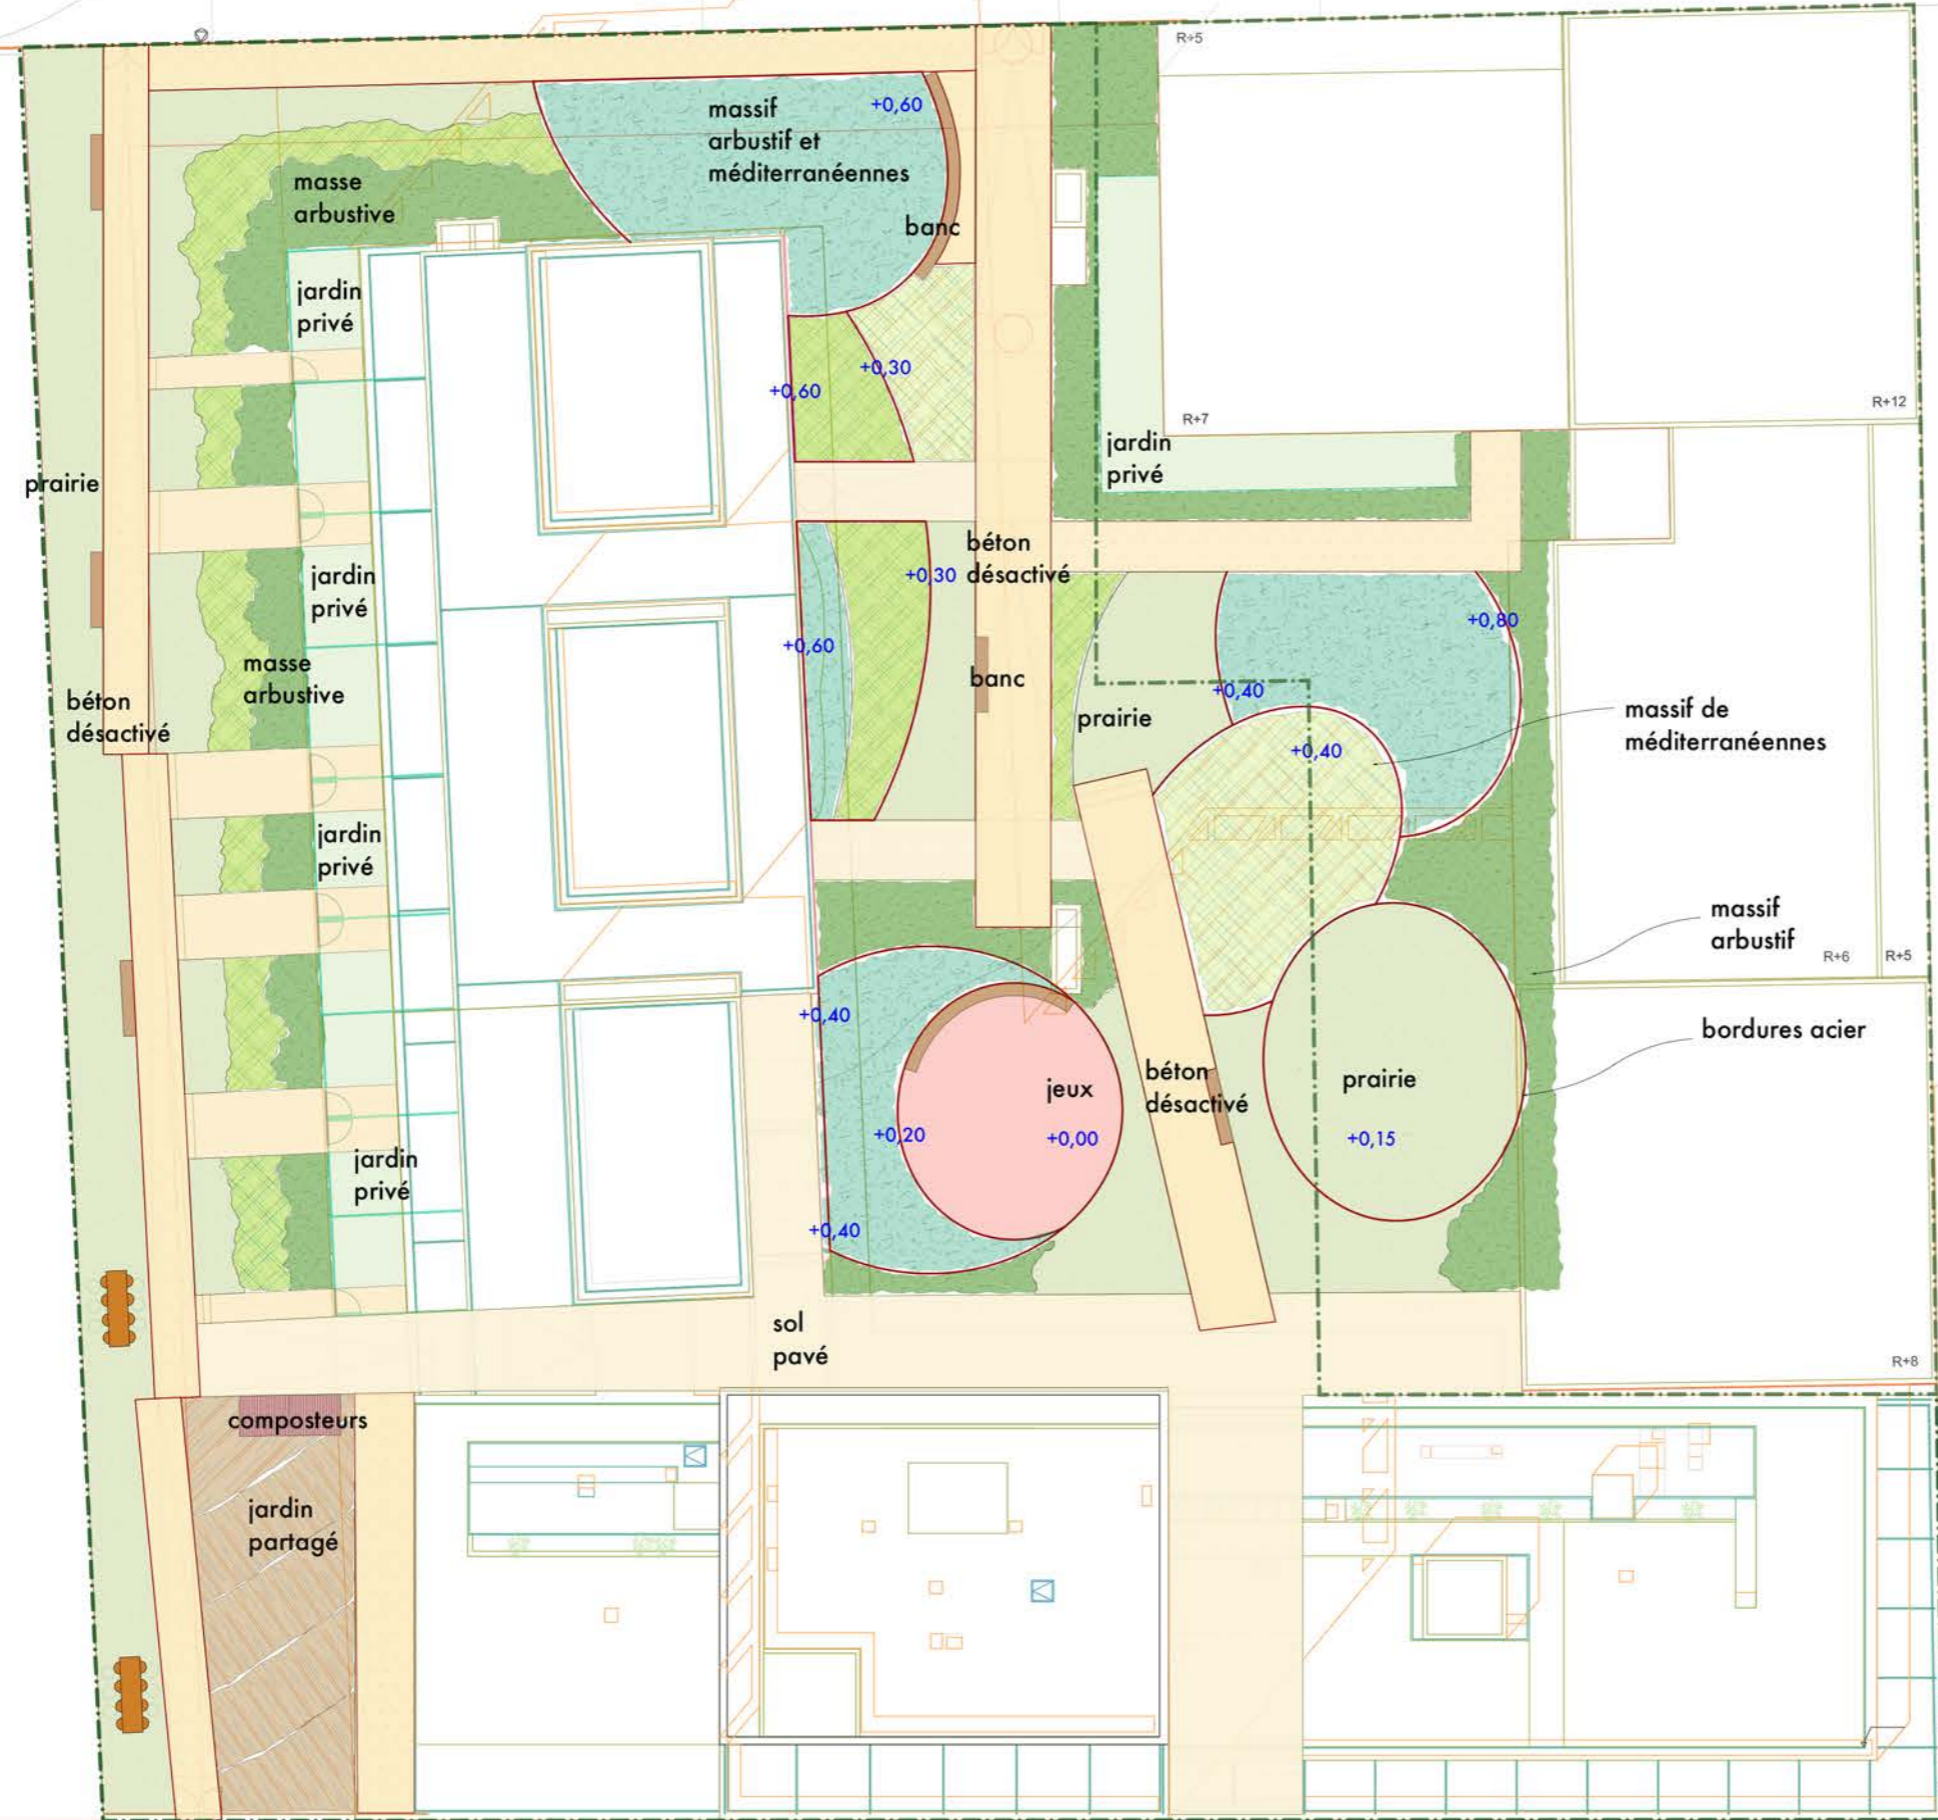 R+5
massif
arbustif et
méditerranéennes
+0,60
masse
arbustive
banc
jardin
privé
+0,30
+0,60
R+7
R+12
jardin
privé
prairie
béton
désactivé
+0,30
jardin
privé
+0,80
+0,60
masse
arbustive
banc
+0,40
prairie
béton
désactivé
massif de
méditerranéennes
+0,40
jardin
privé
massif
arbustif
R+6
R+5
+0,40
bordures acier
jeux
béton
désactivé
prairie
+0,20
+0,00
+0,15
jardin
privé
+0,40
sol
pavé
R+8
composteurs
jardin
partagé